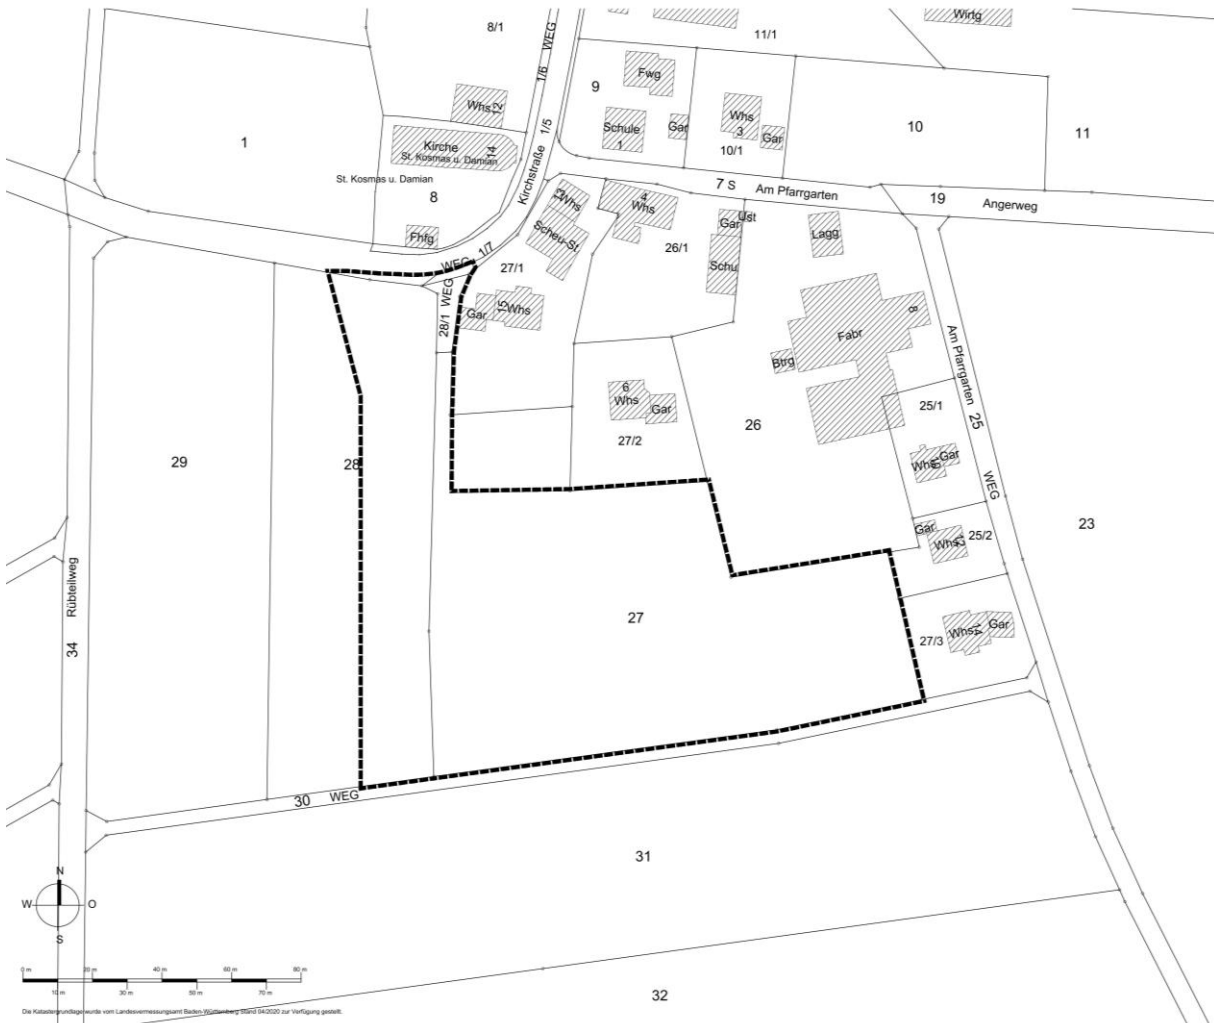 Wirtg
8/1
WEG
11/1
1/6
Fwg
9
Whs
12
Whs
3
Gar
Schule
1
Gar
10/1
10
11
1
Kirche
14
St. Kosmas u. Damian
St. Kosmas u. Damian
1/5
Kirchstraße
8
7 S
Am Pfarrgarten
19
Angerweg
13
Whs
4
Whs
Gar
Ust
Lagg
Fhfg
Scheu-St
26/1
Schu
WEG
1/7
27/1
28/1 WEG
Gar
15
Whs
Fabr
8
Btrg
Am Pfarrgarten
25
WEG
6
Whs
Gar
27/2
26
25/1
Whs
10
Gar
29
28
Gar
Whs
12
25/2
23
Rübteilweg
34
27
27/3
Whs
14
Gar
30
WEG
31
N
W
O
S
0 m
20 m
40 m
60 m
80 m
10 m
30 m
50 m
70 m
32
Die Katastergrundlage wurde vom Landesvermessungsamt Baden-Württemberg Stand 04/2020 zur Verfügung gestellt.